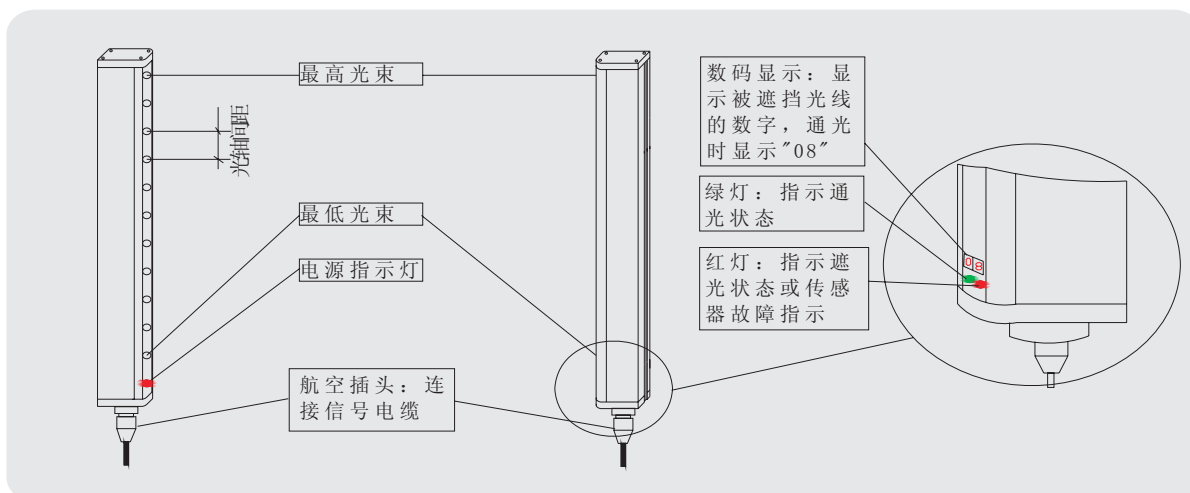 最高光束
光轴间距
最低光束
电源指示灯
航空插头：连
接信号电缆
数码显示：显
示被遮挡光线
的数字，通光
时显示"08"
绿灯：指示通
光状态
红灯：指示遮
光状态或传感
器故障指示
08